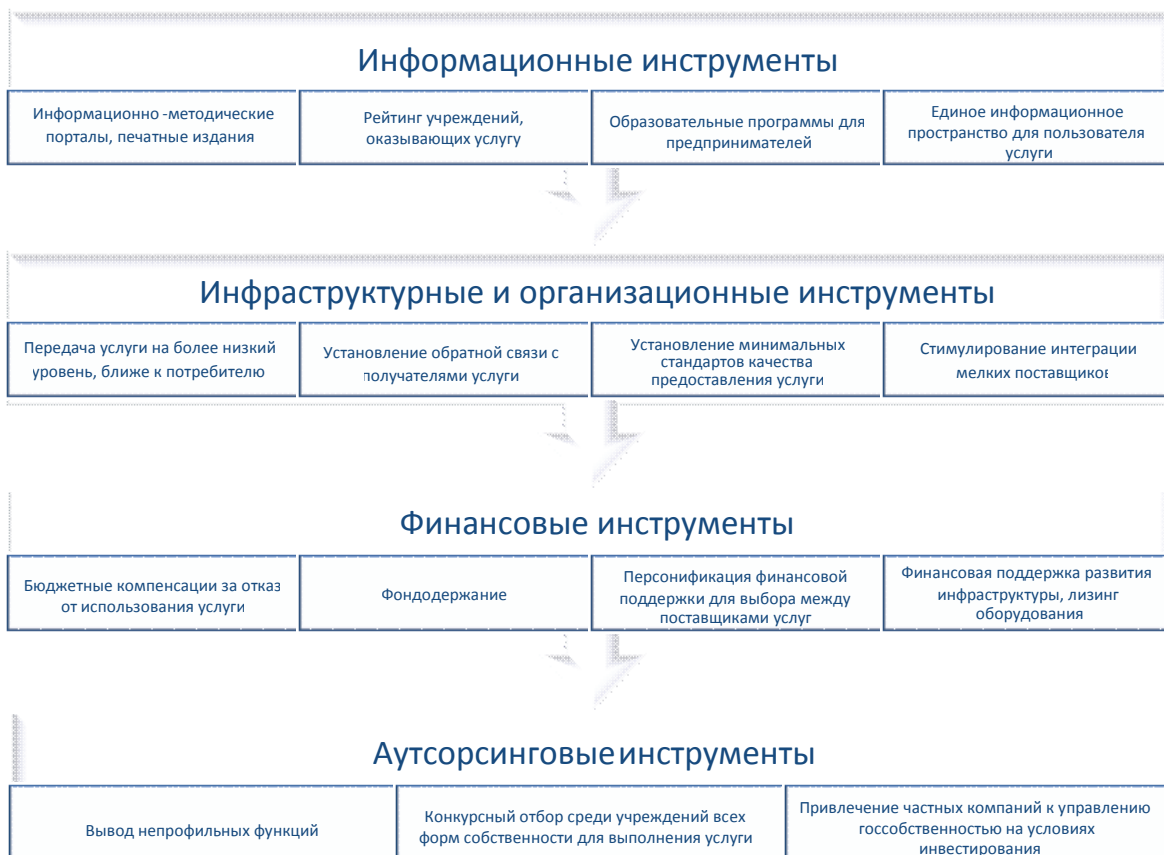 Информационные инструменты
Информационно -методические
порталы, печатные издания
Рейтинг учреждений,
оказывающих услугу
Образовательные программы для
предпринимателей
Единое информационное
пространство для пользователя
услуги
Инфраструктурные и организационные инструменты
Передача услуги на более низкий
уровень, ближе к потребителю
Установление обратной связи с
получателями услуги
Установление минимальных
стандартов качества
предоставления услуги
Стимулирование интеграции
мелких поставщиков
Финансовые инструменты
Бюджетные компенсации за отказ
от использования услуги
Фондодержание
Персонификация финансовой
поддержки для выбора между
поставщиками услуг
Финансовая поддержка развития
инфраструктуры, лизинг
оборудования
Аутсорсинговыеинструменты
Вывод непрофильных функций
Конкурсный отбор среди учреждений всех
форм собственности для выполнения услуги
Привлечение частных компаний к управлению
госсобственностью на условиях
инвестирования